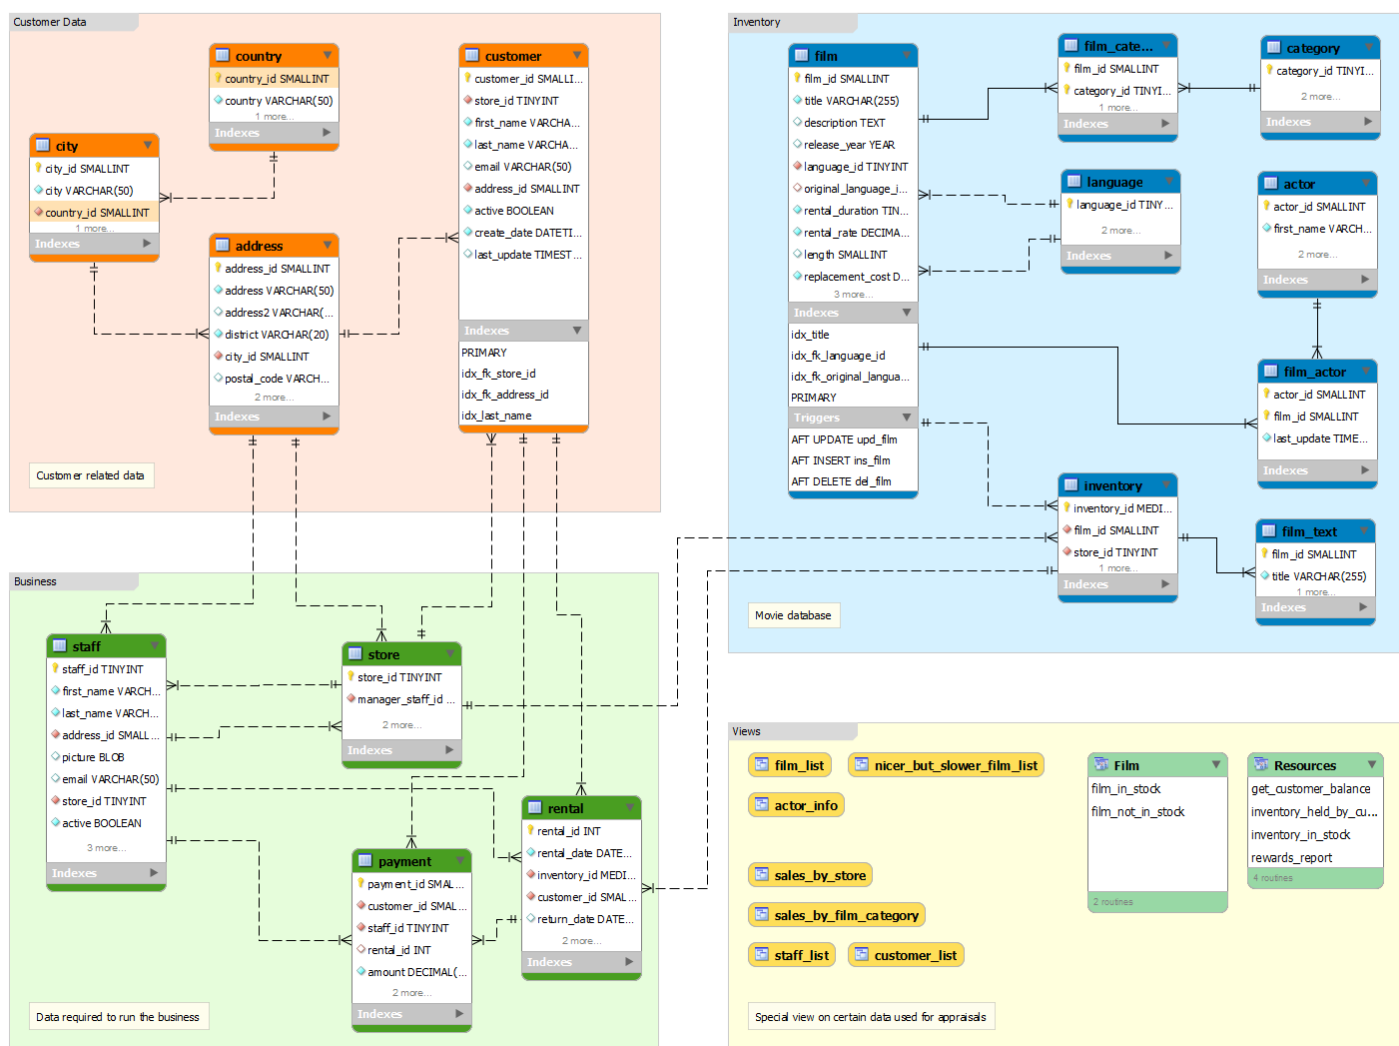 Customer Data
country
country_id SMALLINT
country VARCHAR(50)
1 more...
Indexes
customer
customer_id SMALLI...
store_id TINYINT
first_name VARCHA...
last_name VARCHA...
email VARCHAR(50)
address_id SMALLINT
active BOOLEAN
create_date DATETI...
last_update TIMEST...
Indexes
PRIMARY
idx_fk_store_id
idx_fk_address_id
idx_last_name
city
city_id SMALLINT
city VARCHAR(50)
country_id SMALLINT
1 more...
Indexes
address
address_id SMALLINT
address VARCHAR(50)
address2 VARCHAR(...
district VARCHAR(20)
city_id SMALLINT
postal_code VARCH...
2 more...
Indexes
Customer related data
Inventory
film
film_id SMALLINT
title VARCHAR(255)
description TEXT
release_year YEAR
language_id TINYINT
original_language_i...
rental_duration TIN...
rental_rate DECIMA...
length SMALLINT
replacement_cost D...
3 more...
Indexes
idx_title
idx_fk_language_id
idx_fk_original_langua...
PRIMARY
Triggers
AFT UPDATE upd_film
AFT INSERT ins_film
AFT DELETE del_film
film_cate...
film_id SMALLINT
category_id TINYI...
1 more...
Indexes
category
category_id TINYI...
2 more...
Indexes
language
language_id TINY...
2 more...
Indexes
actor
actor_id SMALLINT
first_name VARCH...
2 more...
Indexes
film_actor
actor_id SMALLINT
film_id SMALLINT
last_update TIME...
Indexes
inventory
inventory_id MEDI...
film_id SMALLINT
store_id TINYINT
1 more...
Indexes
film_text
film_id SMALLINT
title VARCHAR(255)
1 more...
Indexes
Movie database
Business
staff
staff_id TINYINT
first_name VARCH...
last_name VARCH...
address_id SMALL...
picture BLOB
email VARCHAR(50)
store_id TINYINT
active BOOLEAN
3 more...
Indexes
store
store_id TINYINT
manager_staff_id ...
2 more...
Indexes
rental
rental_id INT
rental_date DATE...
inventory_id MEDI...
customer_id SMAL...
return_date DATE...
2 more...
Indexes
payment
payment_id SMAL...
customer_id SMAL...
staff_id TINYINT
rental_id INT
amount DECIMAL(...
2 more...
Indexes
Data required to run the business
Views
film_list
nicer_but_slower_film_list
actor_info
sales_by_store
sales_by_film_category
staff_list
customer_list
Film
film_in_stock
film_not_in_stock
2 routines
Resources
get_customer_balance
inventory_held_by_cu...
inventory_in_stock
rewards_report
4 routines
Special view on certain data used for appraisals